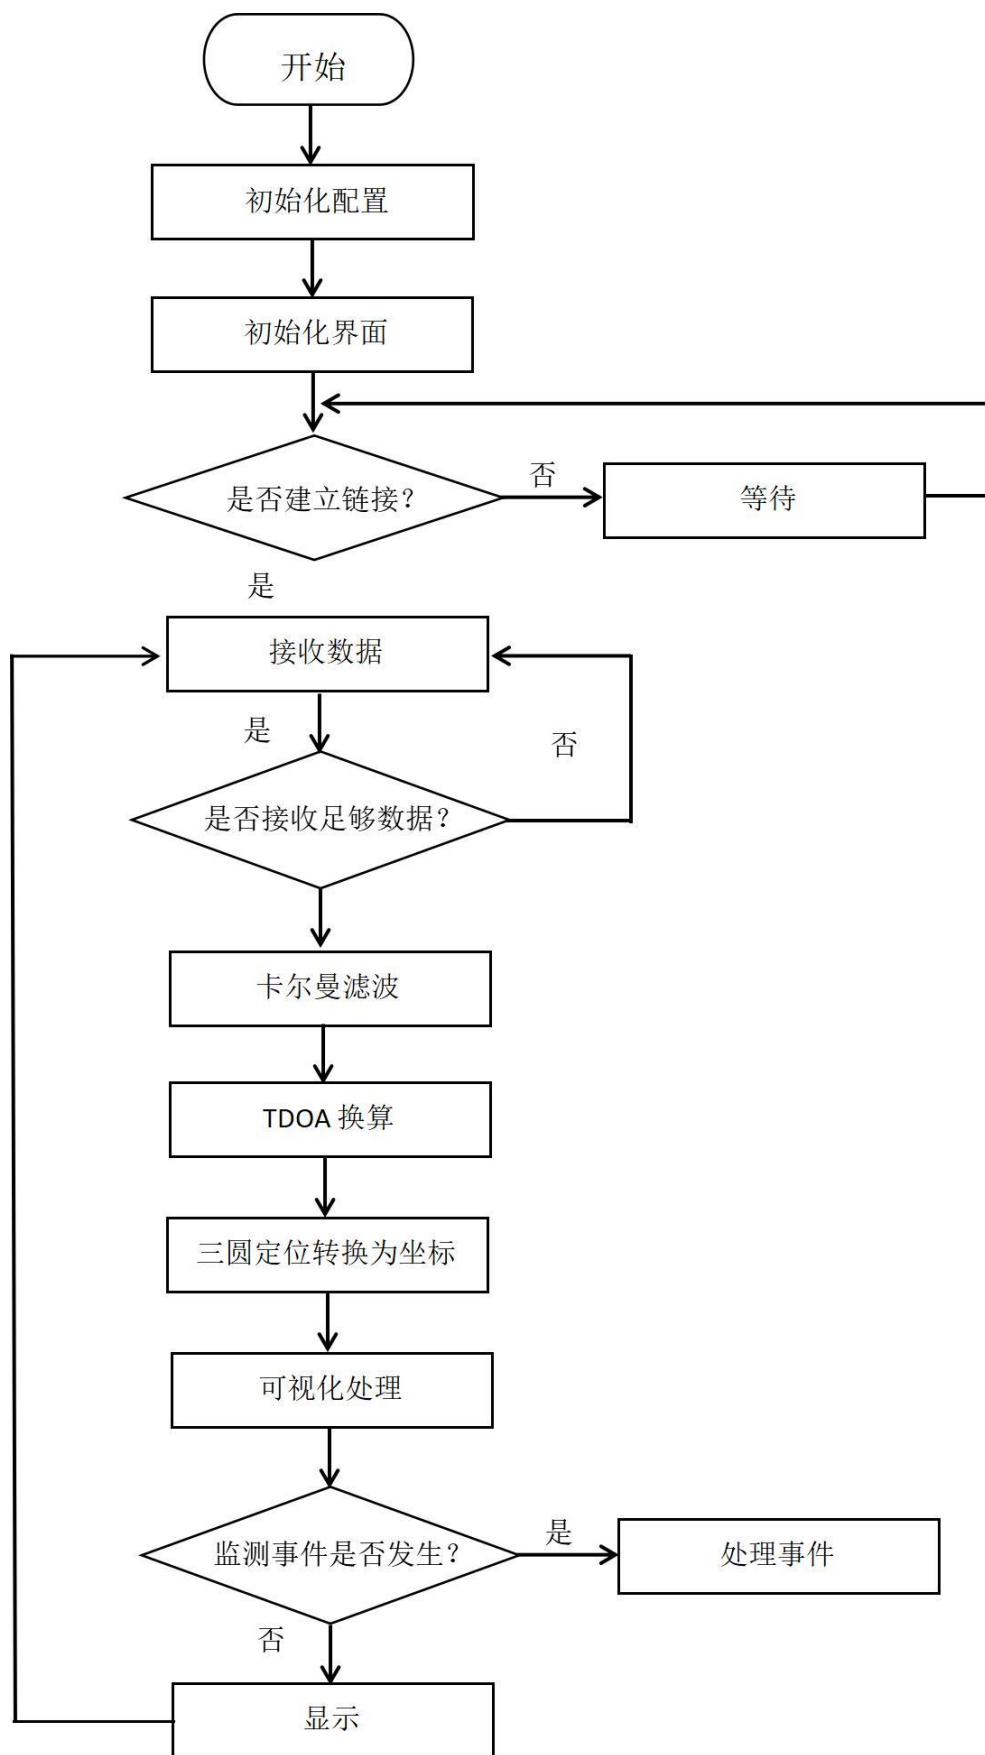 开始
初始化配置
初始化界面
是否建立链接？
否
等待
是
接收数据
是
否
是否接收足够数据？
卡尔曼滤波
TDOA 换算
三圆定位转换为坐标
可视化处理
监测事件是否发生？
是
处理事件
否
显示